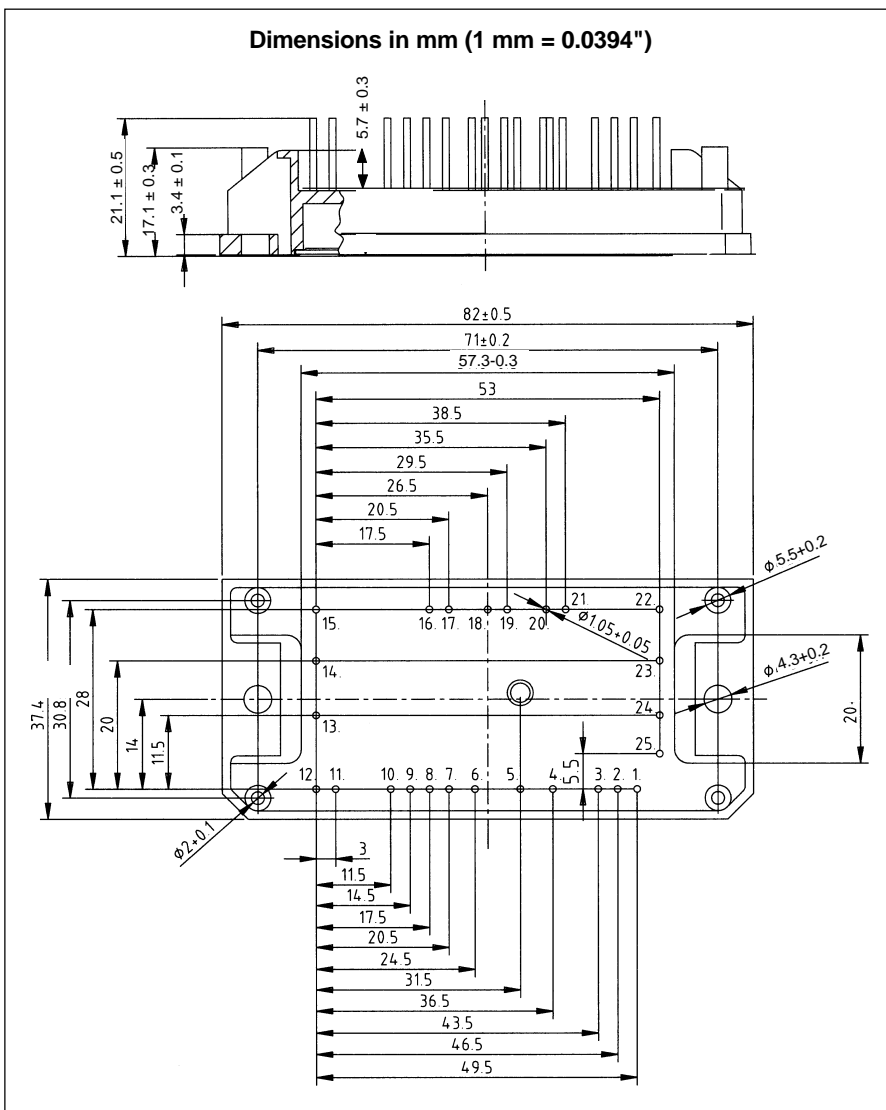 Dimensions in mm (1 mm = 0.0394")
5.7 ± 0.3
21.1 ± 0.5
17.1 ± 0.3
3.4 ± 0.1
82±0.5
71±0.2
57.3-0.3
53
38.5
35.5
29.5
26.5
20.5
17.5
ϕ5.5+0.2
15. 16. 17. 18. 19. 20. 21. 22.
Ø1.05+0.05
14. 23.
ϕ4.3+0.2
37.4
30.8
28
20
14
11.5
13. 24.
20.
25.
5.5
12. 11. 10. 9. 8. 7. 6. 5. 4. 3. 2. 1.
Ø2+0.1
3
11.5
14.5
17.5
20.5
24.5
31.5
36.5
43.5
46.5
49.5